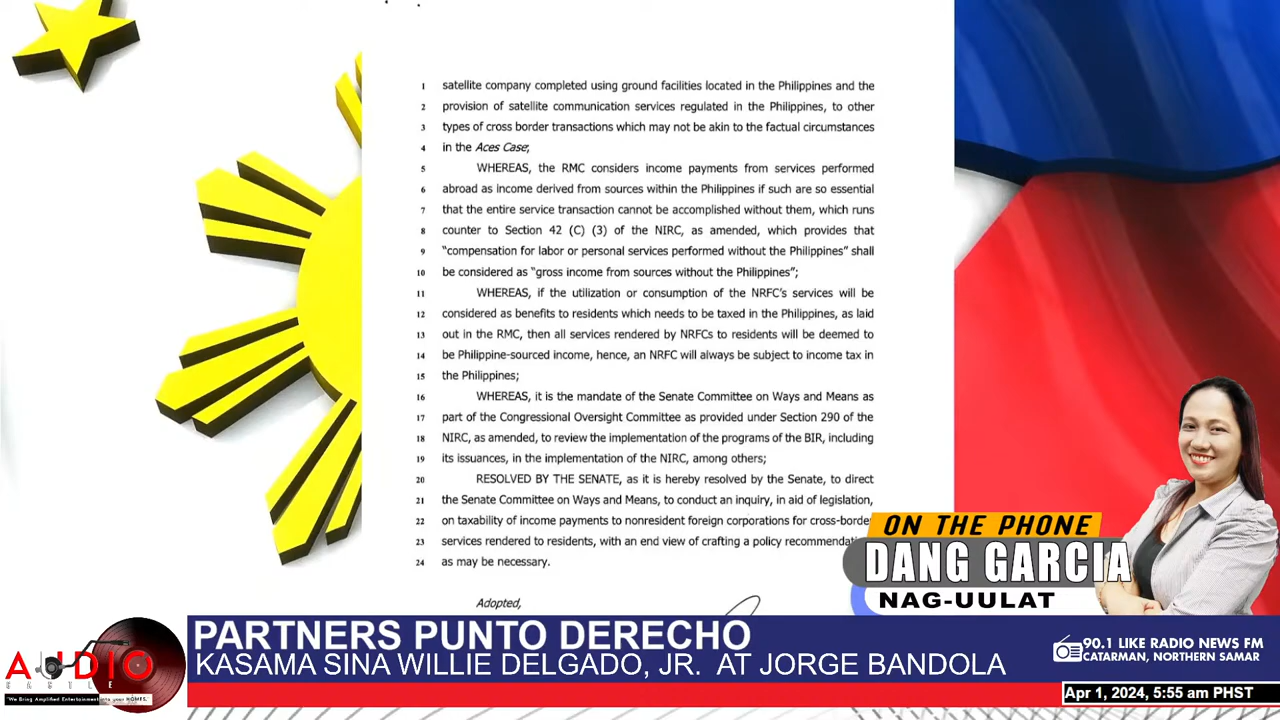 1 satellite company completed using ground facilities located in the Philippines and the
2 provision of satellite communication services regulated in the Philippines, to other
3 types of cross border transactions which may not be akin to the factual circumstances
4 in the Aces Case;
5 WHEREAS, the RMC considers income payments from services performed
6 abroad as income derived from sources within the Philippines if such are so essential
7 that the entire service transaction cannot be accomplished without them, which runs
8 counter to Section 42 (C) (3) of the NIRC, as amended, which provides that
9 “compensation for labor or personal services performed without the Philippines” shall
10 be considered as “gross income from sources without the Philippines”;
11 WHEREAS, if the utilization or consumption of the NRFC’s services will be
12 considered as benefits to residents which needs to be taxed in the Philippines, as laid
13 out in the RMC, then all services rendered by NRFCs to residents will be deemed to
14 be Philippine-sourced income, hence, an NRFC will always be subject to income tax in
15 the Philippines;
16 WHEREAS, it is the mandate of the Senate Committee on Ways and Means as
17 part of the Congressional Oversight Committee as provided under Section 290 of the
18 NIRC, as amended, to review the implementation of the programs of the BIR, including
19 its issuances, in the implementation of the NIRC, among others;
20 RESOLVED BY THE SENATE, as it is hereby resolved by the Senate, to direct
21 the Senate Committee on Ways and Means, to conduct an inquiry, in aid of legislation,
22 on taxability of income payments to nonresident foreign corporations for cross-border
23 services rendered to residents, with an end view of crafting a policy recommendation
24 as may be necessary.
Adopted,
ON THE PHONE
DANG GARCIA
NAG-UULAT
PARTNERS PUNTO DERECHO
KASAMA SINA WILLIE DELGADO, JR. AT JORGE BANDOLA
90.1 LIKE RADIO NEWS FM
CATARMAN, NORTHERN SAMAR
Apr 1, 2024, 5:55 am PHST
AUDIO
"We Bring Amplified Entertainment into your HOMES."